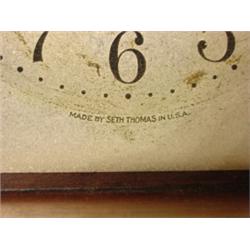 7 6 5
MADE BY SETH THOMAS IN U.S.A.